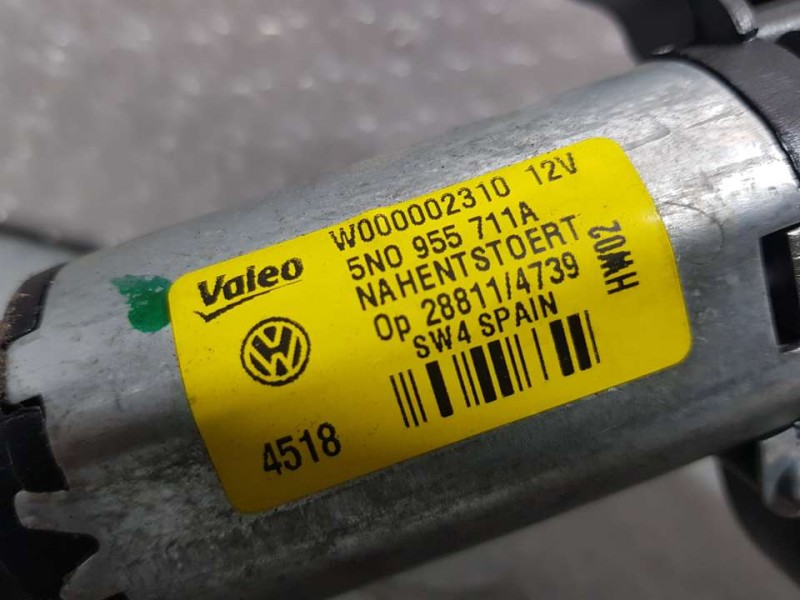 W000002310 12V
5N0 955 711A
Valeo
NAHENTSTOERT
Op 28811/4739
HW02
SW4 SPAIN
4518